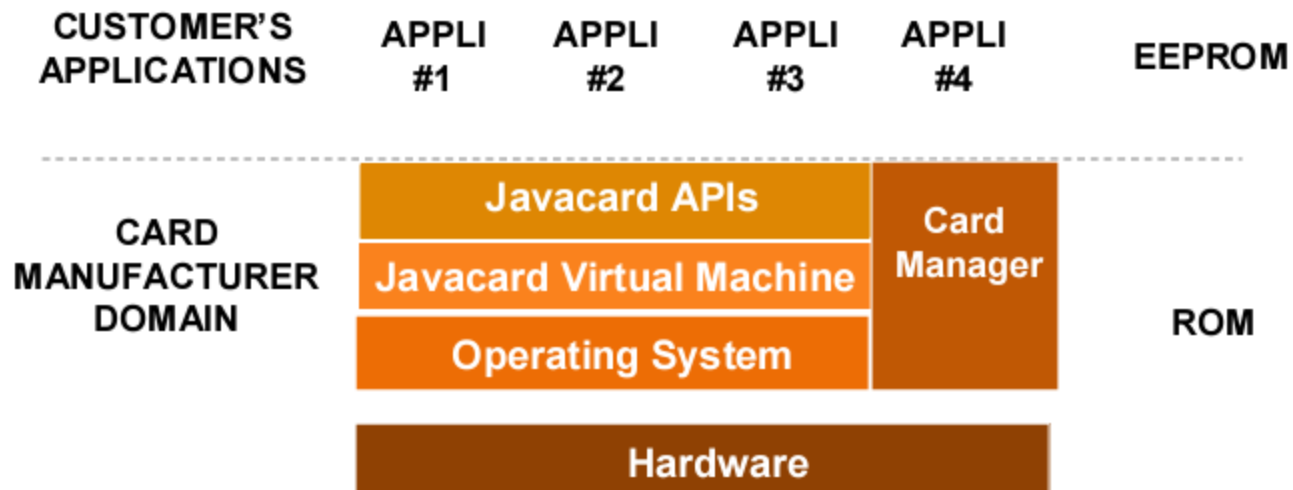 CUSTOMER'S
APPLICATIONS
APPLI
#1
APPLI
#2
APPLI
#3
APPLI
#4
EEPROM
CARD
MANUFACTURER
DOMAIN
Javacard APIs
Javacard Virtual Machine
Operating System
Card
Manager
ROM
Hardware